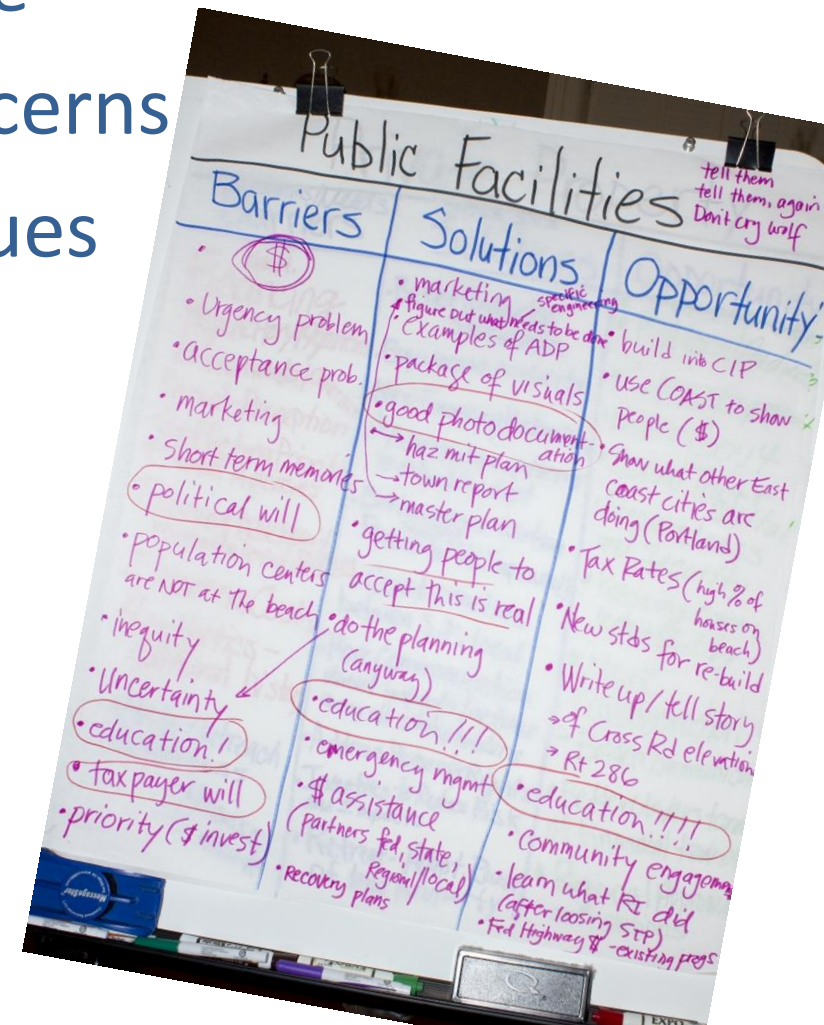 cerns
ues
Public Facilities
tell them
tell them, again
Don't cry wolf
Barriers
• $
• Urgency problem
• acceptance prob.
• marketing
• Short term memories
• political will
• population centers
are NOT at the beach
• inequity
• Uncertainty
• education!
• taxpayer will
• priority ($ invest)
Solutions
• marketing
specific
engineering
figure out what needs to be done
• examples of ADP
• package of visuals
• good photo document-
ation
→ haz mit plan
→ town report
→ master plan
• getting people to
accept this is real
• do the planning
(anyway)
• education!!!
• emergency mgmt
• $ assistance
(partners fed, state,
Regional/local)
• Recovery plans
Opportunity
• build into CIP
• use COAST to show
people ($)
• Show what other East
coast cities are
doing (Portland)
• Tax Rates (high % of
houses on
beach)
• New stds for re-build
• Write up/tell story
→ of Cross Rd elevation
→ Rt 286
• education!!!!
• community engagemen
• learn what RI did
(after loosing STP)
• Fed Highway $ - existing progs
EXPO